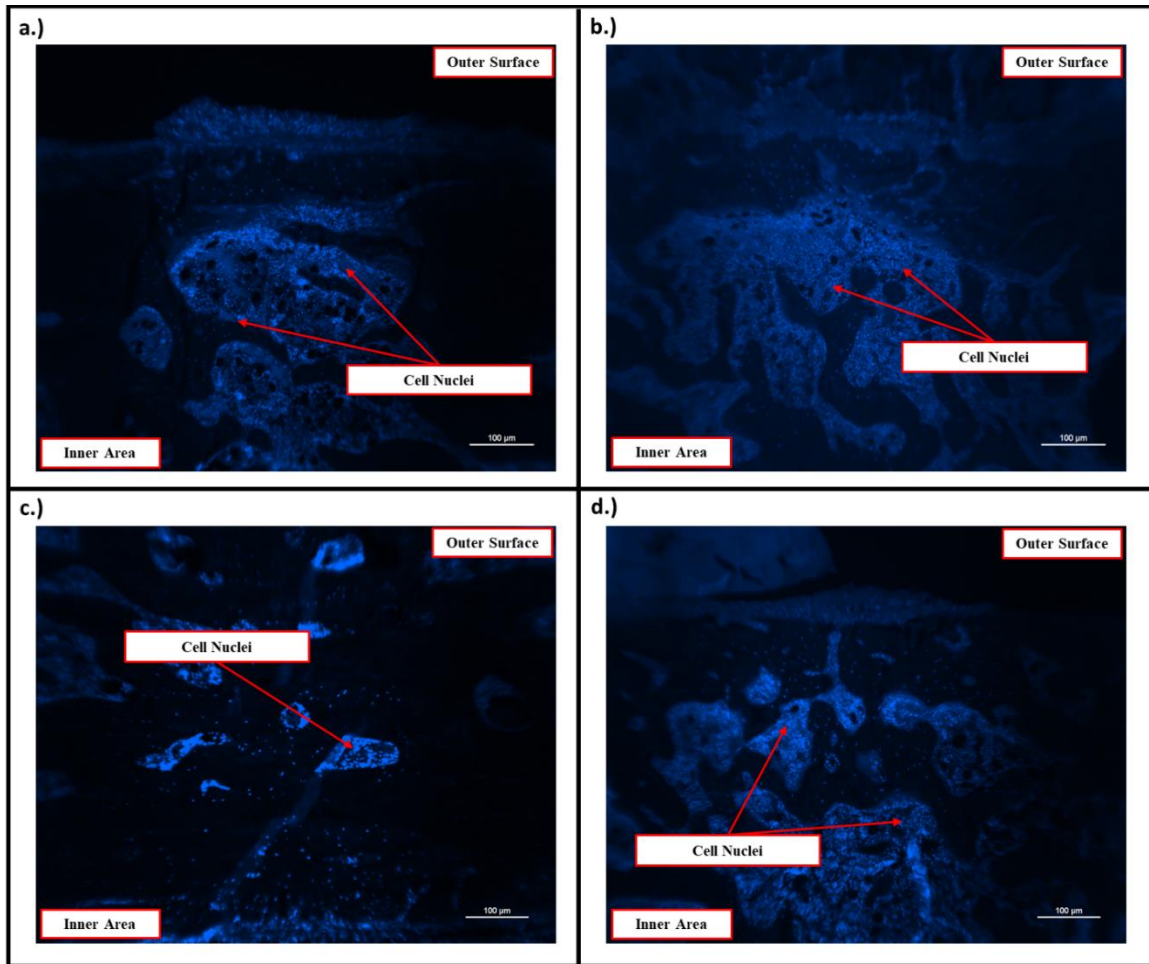 a.)
Outer Surface
Cell Nuclei
Inner Area
100 µm
b.)
Outer Surface
Cell Nuclei
Inner Area
100 µm
c.)
Outer Surface
Cell Nuclei
Inner Area
100 µm
d.)
Outer Surface
Cell Nuclei
Inner Area
100 µm